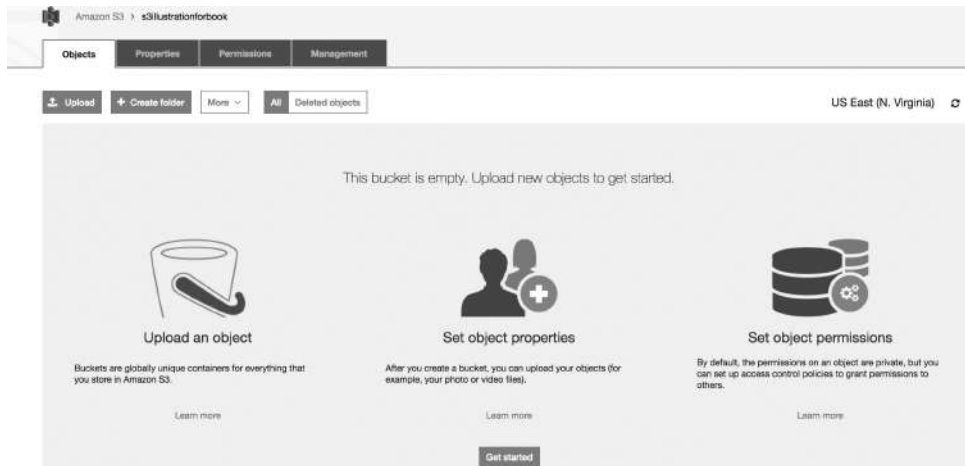 Amazon S3 > s3illustrationforbook
Objects Properties Permissions Management
Upload + Create folder More All Deleted objects US East (N. Virginia)
This bucket is empty. Upload new objects to get started.
Upload an object
Buckets are globally unique containers for everything that
you store in Amazon S3.
Learn more
Set object properties
After you create a bucket, you can upload your objects (for
example, your photo or video files).
Learn more
Set object permissions
By default, the permissions on an object are private, but you
can set up access control policies to grant permissions to
others.
Learn more
Get started